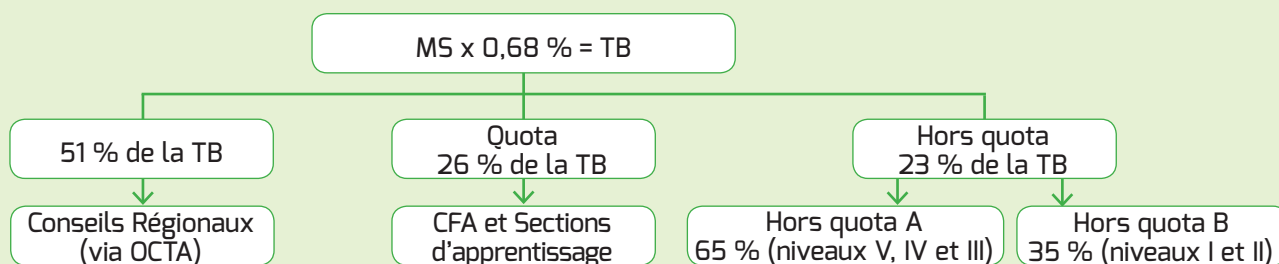 MS x 0,68 % = TB
51 % de la TB
Quota
26 % de la TB
Hors quota
23 % de la TB
Conseils Régionaux
(via OCTA)
CFA et Sections
d'apprentissage
Hors quota A
65 % (niveaux V, IV et III)
Hors quota B
35 % (niveaux I et II)